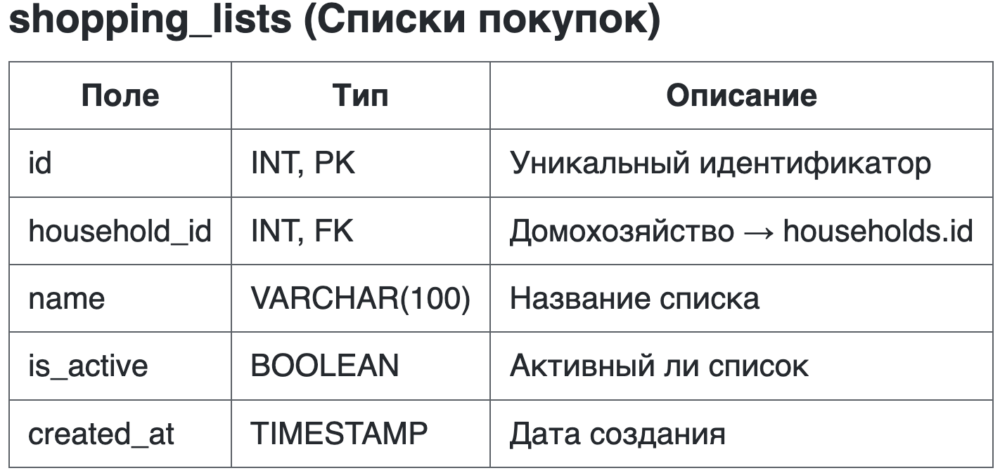 shopping_lists (Списки покупок)
Поле Тип Описание
id INT, PK Уникальный идентификатор
household_id INT, FK Домохозяйство → households.id
name VARCHAR(100) Название списка
is_active BOOLEAN Активный ли список
created_at TIMESTAMP Дата создания